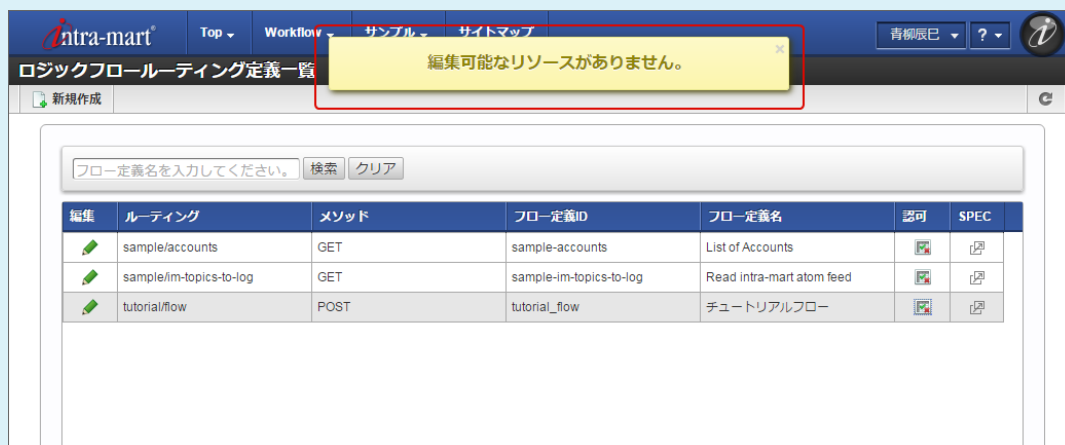 intra-mart® Top Workflow サンプル サイトマップ 青柳辰巳 ?
編集可能なリソースがありません。 ×
ロジックフロールーティング定義一覧
新規作成
フロー定義名を入力してください。 検索 クリア
編集 ルーティング メソッド フロー定義ID フロー定義名 認可 SPEC
sample/accounts GET sample-accounts List of Accounts
sample/im-topics-to-log GET sample-im-topics-to-log Read intra-mart atom feed
tutorial/flow POST tutorial_flow チュートリアルフロー